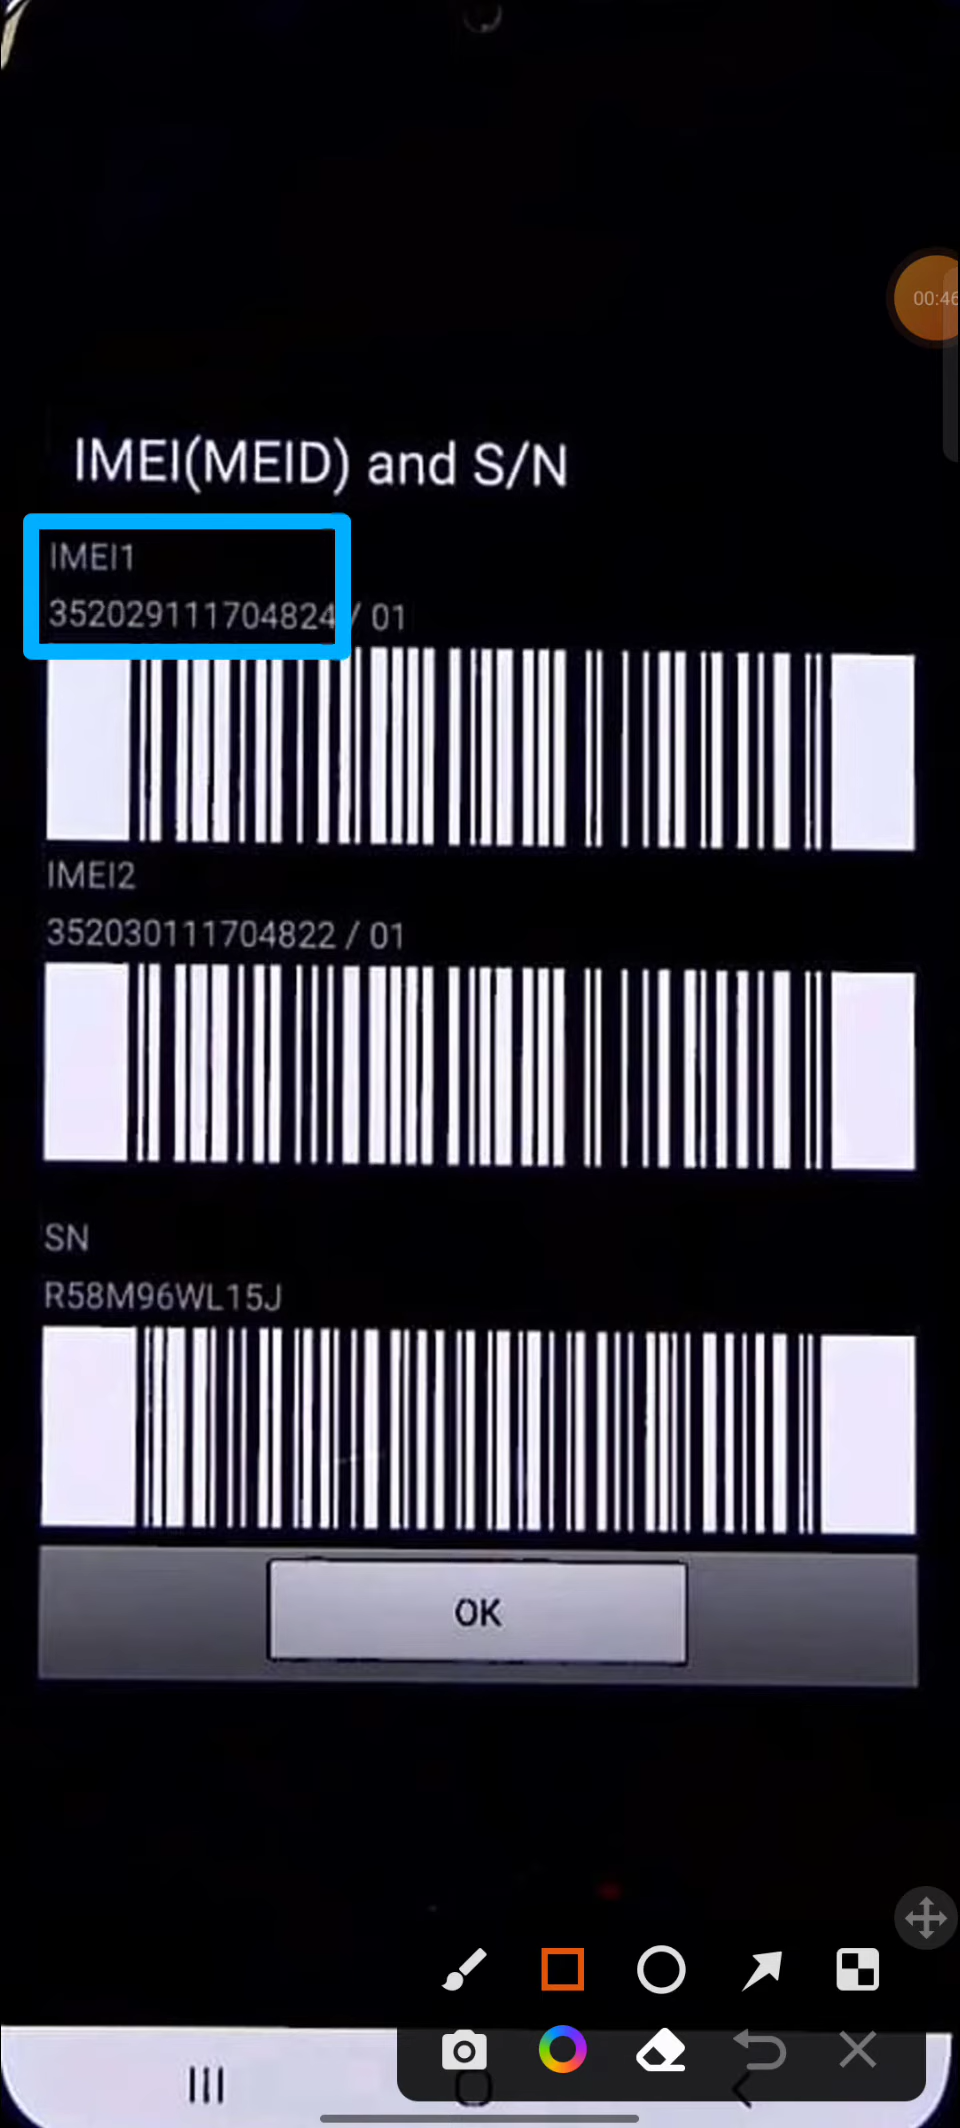 00:46
IMEI(MEID) and S/N
IMEI1
352029111704824 / 01
IMEI2
352030111704822 / 01
SN
R58M96WL15J
OK